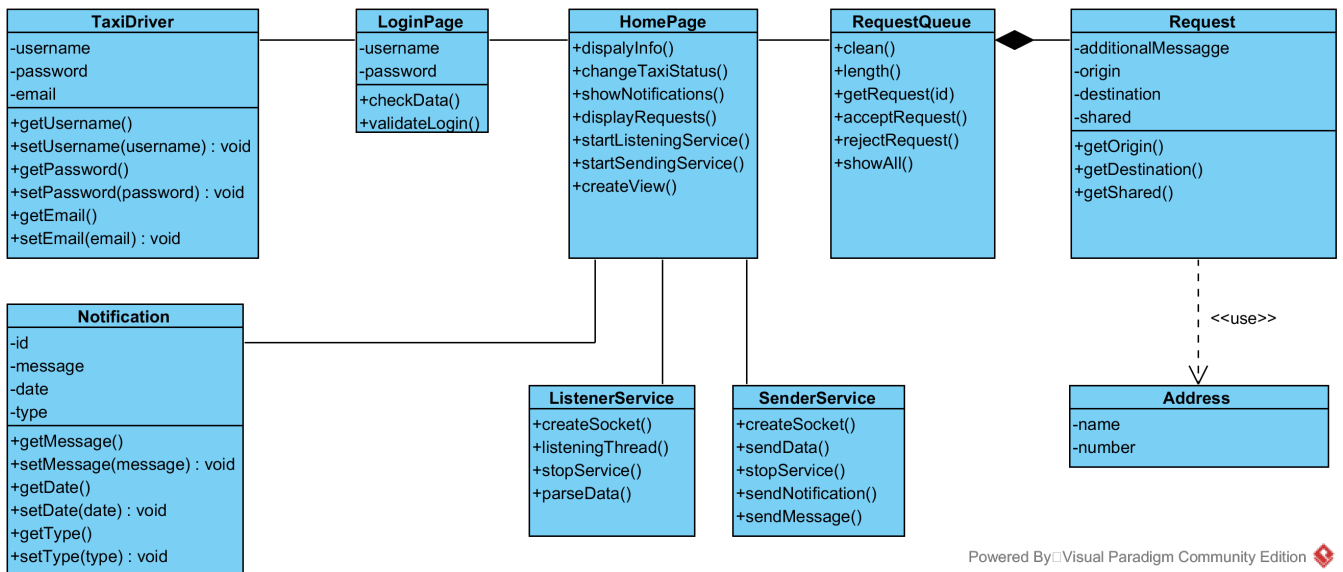 TaxiDriver
-username
-password
-email
+getUsername()
+setUsername(username) : void
+getPassword()
+setPassword(password) : void
+getEmail()
+setEmail(email) : void
LoginPage
-username
-password
+checkData()
+validateLogin()
HomePage
+dispalyInfo()
+changeTaxiStatus()
+showNotifications()
+displayRequests()
+startListeningService()
+startSendingService()
+createView()
RequestQueue
+clean()
+length()
+getRequest(id)
+acceptRequest()
+rejectRequest()
+showAll()
Request
-additionalMessagge
-origin
-destination
-shared
+getOrigin()
+getDestination()
+getShared()
<<use>>
Notification
-id
-message
-date
-type
+getMessage()
+setMessage(message) : void
+getDate()
+setDate(date) : void
+getType()
+setType(type) : void
ListenerService
+createSocket()
+listeningThread()
+stopService()
+parseData()
SenderService
+createSocket()
+sendData()
+stopService()
+sendNotification()
+sendMessage()
Address
-name
-number
Powered By□Visual Paradigm Community Edition